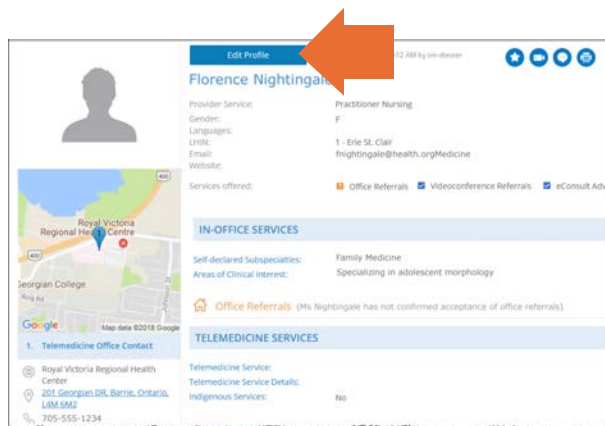 Edit Profile
Florence Nightingale
Provider Service: Practitioner Nursing
Gender: F
Languages:
LHIN: 1 - Erie St. Clair
Email: fnightingale@health.orgMedicine
Website:
Services offered: Office Referrals Videoconference Referrals eConsult Adv
IN-OFFICE SERVICES
Self-declared Subspecialties: Family Medicine
Areas of Clinical Interest: Specializing in adolescent morphology
Office Referrals (Ms Nightingale has not confirmed acceptance of office referrals)
TELEMEDICINE SERVICES
Telemedicine Service:
Telemedicine Service Details:
Indigenous Services: No
400
Royal Victoria
Regional Health Centre
1
400
Georgian College
Google
Map data ©2018 Google
1. Telemedicine Office Contact
Royal Victoria Regional Health
Center
201 Georgian DR, Barrie, Ontario,
L4M 6M2
705-555-1234